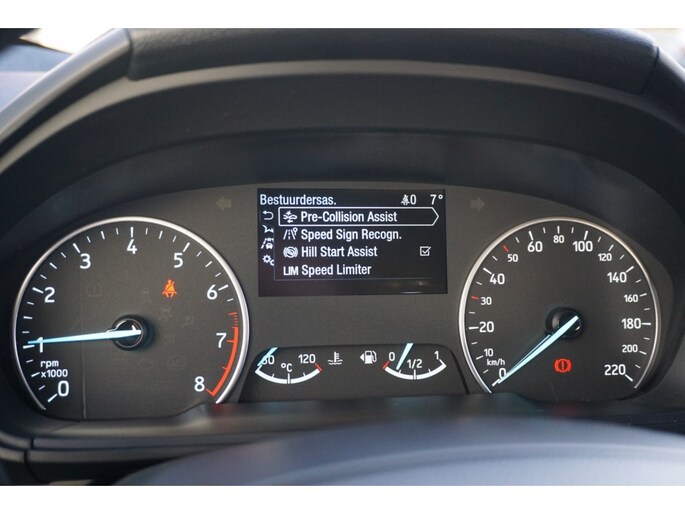 Bestuurdersas. 0 7°
Pre-Collision Assist
Speed Sign Recogn.
Hill Start Assist
LIM Speed Limiter
0 1 2 3 4 5 6 7 8
rpm
x1000
60 °C 120
0 1/2 1
0 10 20 30 40 50 60 80 100 120 140 160 180 200 220
km/h